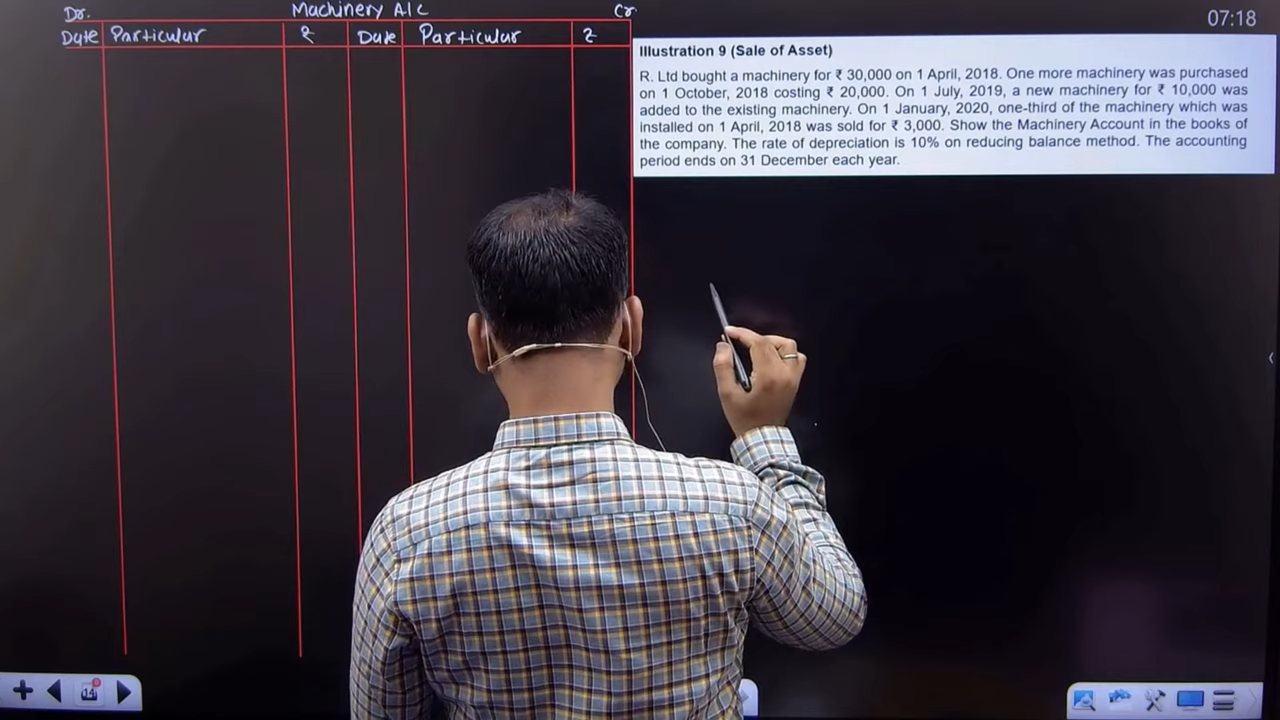 Dr. Machinery A/c Cr
Date Particular ₹ Date Particular ₹
07:18
Illustration 9 (Sale of Asset)
R. Ltd bought a machinery for ₹ 30,000 on 1 April, 2018. One more machinery was purchased
on 1 October, 2018 costing ₹ 20,000. On 1 July, 2019, a new machinery for ₹ 10,000 was
added to the existing machinery. On 1 January, 2020, one-third of the machinery which was
installed on 1 April, 2018 was sold for ₹ 3,000. Show the Machinery Account in the books of
the company. The rate of depreciation is 10% on reducing balance method. The accounting
period ends on 31 December each year.
14